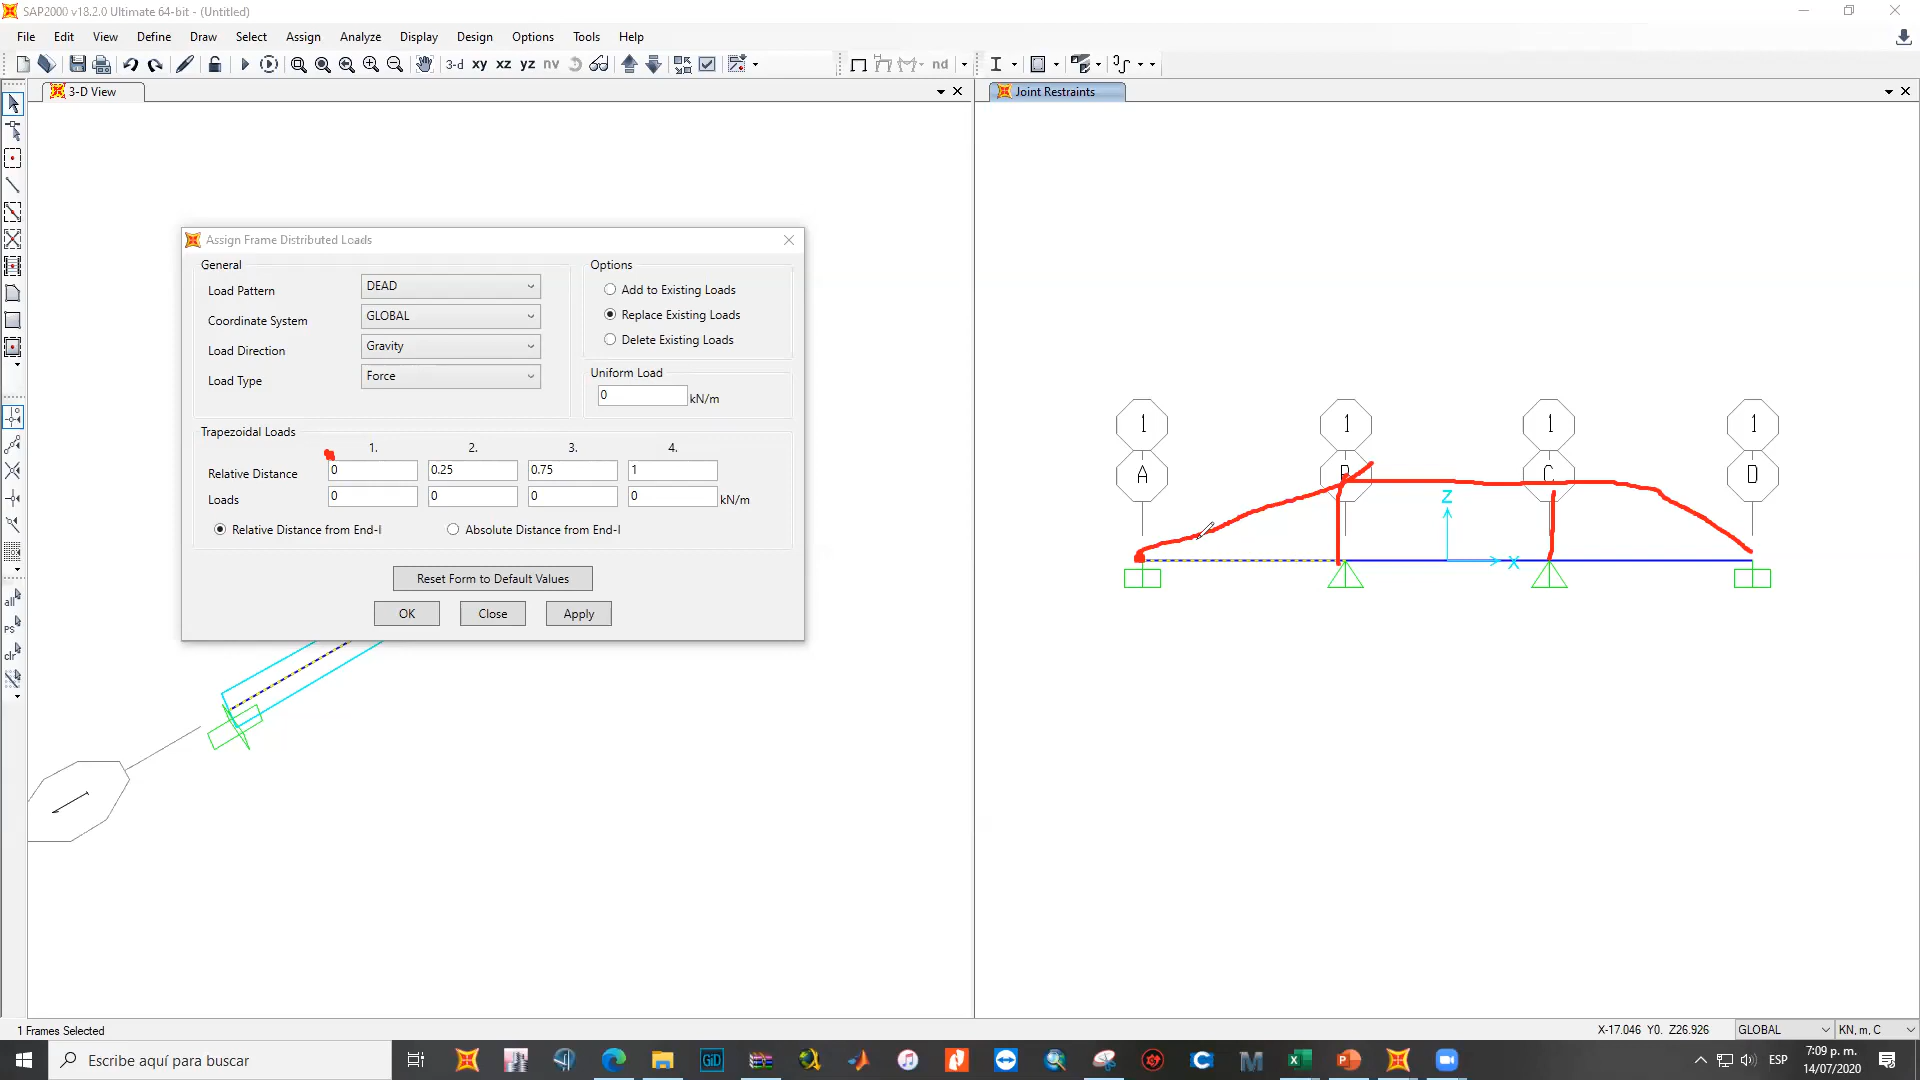 SAP2000 v18.2.0 Ultimate 64-bit - (Untitled)
File Edit View Define Draw Select Assign Analyze Display Design Options Tools Help
3-d xy xz yz nv nd
3-D View
Joint Restraints
Assign Frame Distributed Loads
General
Load Pattern DEAD
Coordinate System GLOBAL
Load Direction Gravity
Load Type Force
Options
Add to Existing Loads
Replace Existing Loads
Delete Existing Loads
Uniform Load
0 kN/m
Trapezoidal Loads
1. 2. 3. 4.
Relative Distance 0 0.25 0.75 1
Loads 0 0 0 0 kN/m
Relative Distance from End-I Absolute Distance from End-I
Reset Form to Default Values
OK Close Apply
1 1 1 1
A B C D
Z
X
all
PS
clr
1 Frames Selected
X-17.046 Y0. Z26.926 GLOBAL KN, m, C
Escribe aquí para buscar
GiD
ESP
7:09 p. m.
14/07/2020